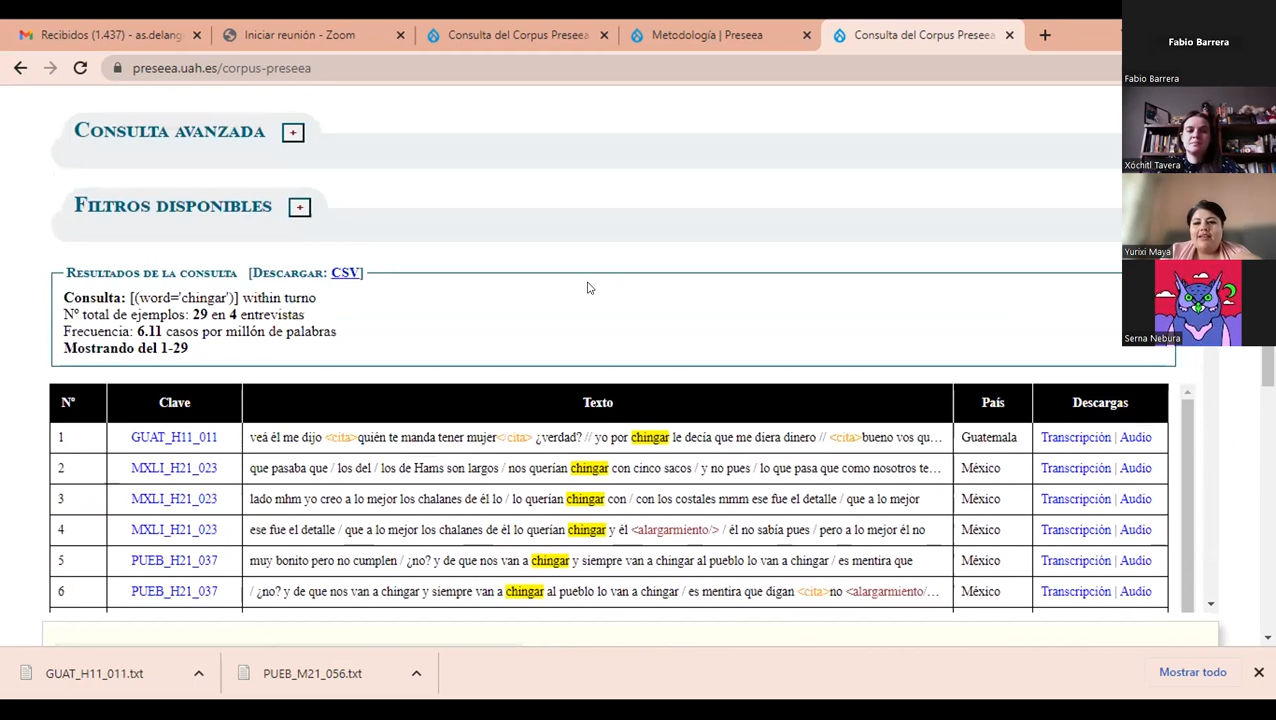 Recibidos (1.437) - as.delang
Iniciar reunión - Zoom
Consulta del Corpus Preseea
Metodología | Preseea
Consulta del Corpus Preseea
preseea.uah.es/corpus-preseea
Fabio Barrera
Fabio Barrera
Xóchitl Tavera
Yurixi Maya
Serna Nebura
Consulta avanzada +
Filtros disponibles +
Resultados de la consulta [Descargar: CSV]
Consulta: [(word='chingar')] within turno
Nº total de ejemplos: 29 en 4 entrevistas
Frecuencia: 6.11 casos por millón de palabras
Mostrando del 1-29
Nº Clave Texto País Descargas
1 GUAT_H11_011 veá él me dijo <cita>quién te manda tener mujer</cita> ¿verdad? // yo por chingar le decía que me diera dinero // <cita>bueno vos qu... Guatemala Transcripción | Audio
2 MXLI_H21_023 que pasaba que / los del / los de Hams son largos / nos querían chingar con cinco sacos / y no pues / lo que pasa que como nosotros te... México Transcripción | Audio
3 MXLI_H21_023 lado mhm yo creo a lo mejor los chalanes de él lo / lo querían chingar con / con los costales mmm ese fue el detalle / que a lo mejor México Transcripción | Audio
4 MXLI_H21_023 ese fue el detalle / que a lo mejor los chalanes de él lo querían chingar y él <alargarmiento/> / él no sabía pues / pero a lo mejor él no México Transcripción | Audio
5 PUEB_H21_037 muy bonito pero no cumplen / ¿no? y de que nos van a chingar y siempre van a chingar al pueblo lo van a chingar / es mentira que México Transcripción | Audio
6 PUEB_H21_037 / ¿no? y de que nos van a chingar y siempre van a chingar al pueblo lo van a chingar / es mentira que digan <cita>no <alargarmiento/... México Transcripción | Audio
GUAT_H11_011.txt
PUEB_M21_056.txt
Mostrar todo